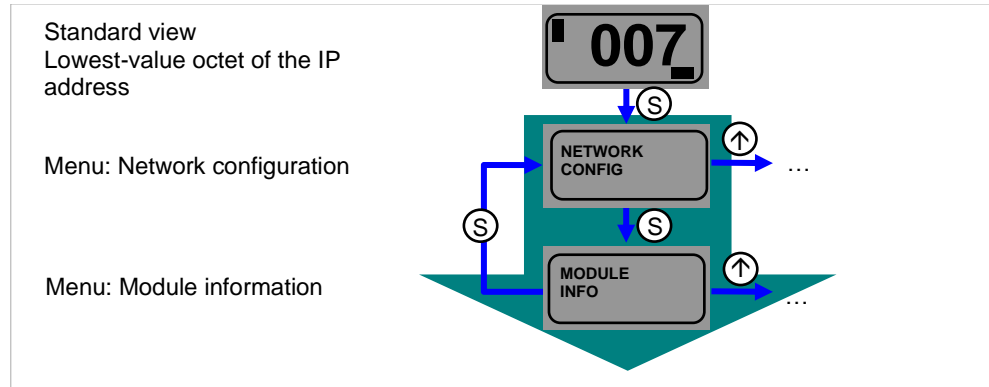 Standard view
Lowest-value octet of the IP
address
007
S
Menu: Network configuration
NETWORK
CONFIG
↑
...
S
S
Menu: Module information
MODULE
INFO
↑
...